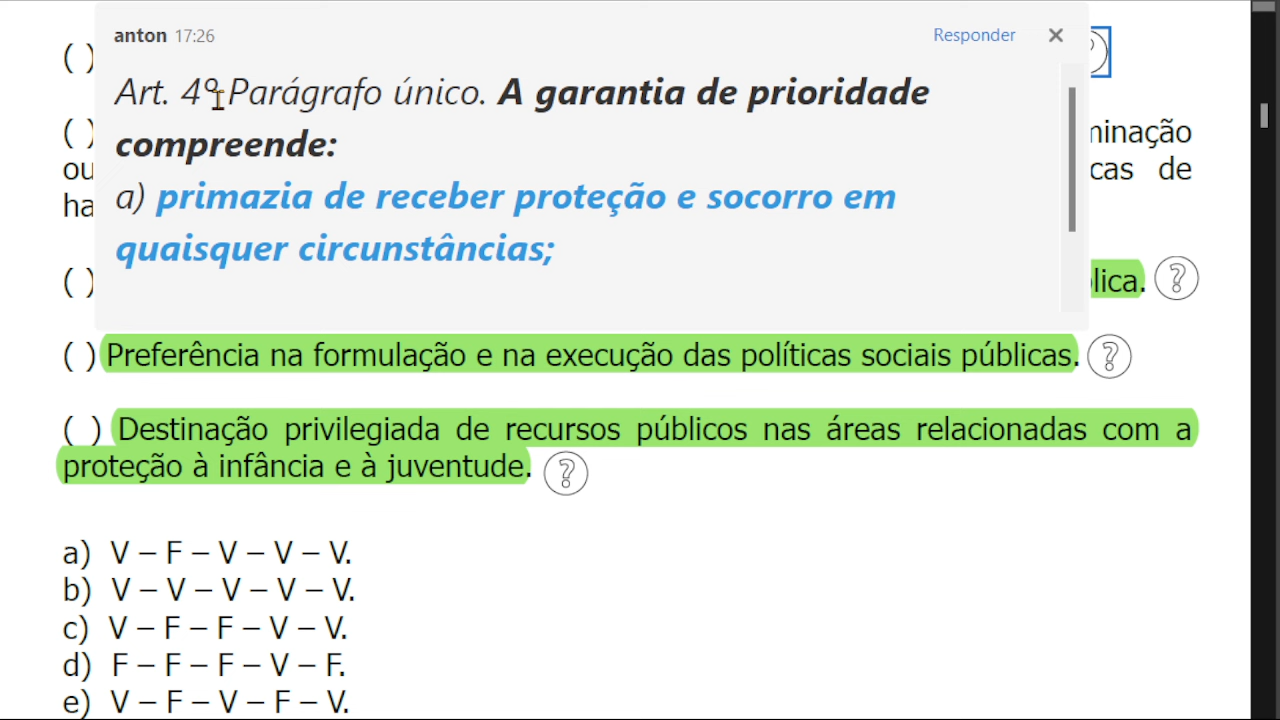 anton 17:26 Responder
Art. 4º Parágrafo único. A garantia de prioridade
compreende:
a) primazia de receber proteção e socorro em
quaisquer circunstâncias;
( )
( ) minação
ou cas de
ha
( ) lica. ?
( ) Preferência na formulação e na execução das políticas sociais públicas. ?
( ) Destinação privilegiada de recursos públicos nas áreas relacionadas com a
proteção à infância e à juventude. ?
a) V – F – V – V – V.
b) V – V – V – V – V.
c) V – F – F – V – V.
d) F – F – F – V – F.
e) V – F – V – F – V.